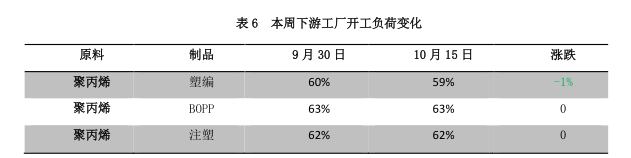 表 6 本周下游工厂开工负荷变化
原料 制品 9 月 30 日 10 月 15 日 涨跌
聚丙烯 塑编 60% 59% -1%
聚丙烯 BOPP 63% 63% 0
聚丙烯 注塑 62% 62% 0